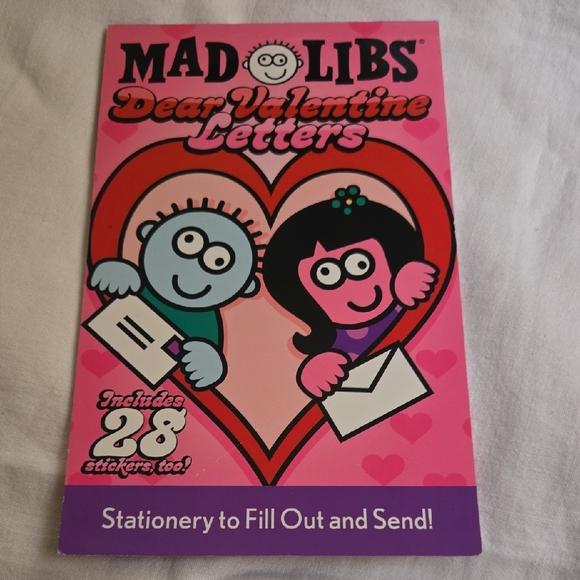 MAD LIBS®
Dear Valentine
Letters
Includes
28
stickers, too!
Stationery to Fill Out and Send!